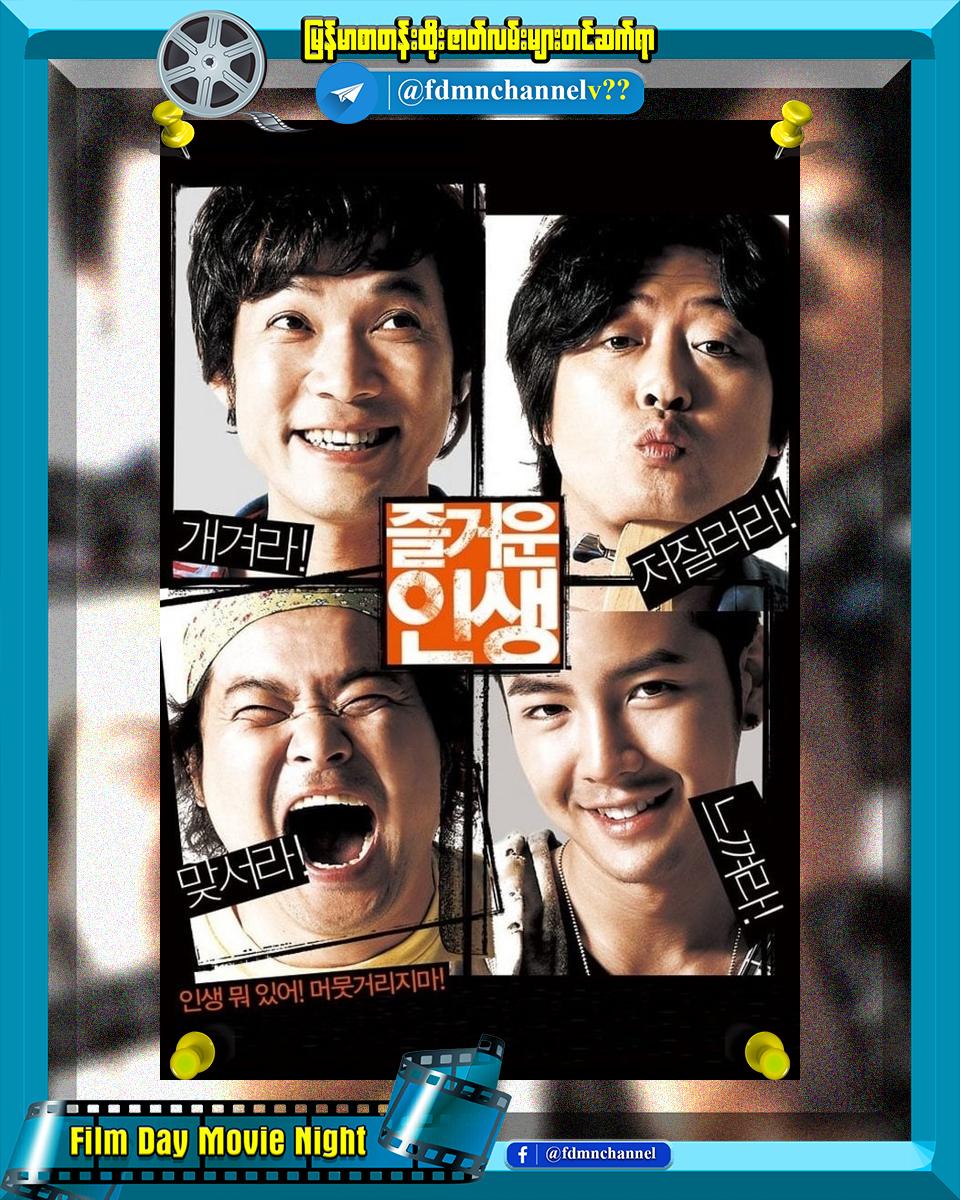 မြန်မာစာတန်းထိုးဇာတ်လမ်းများတင်ဆက်ရာ
@fdmnchannelv??
개겨라!
저질러라!
즐거운
인생
맞서라!
느껴라!
인생 뭐 있어! 머뭇거리지마!
Film Day Movie Night
f @fdmnchannel